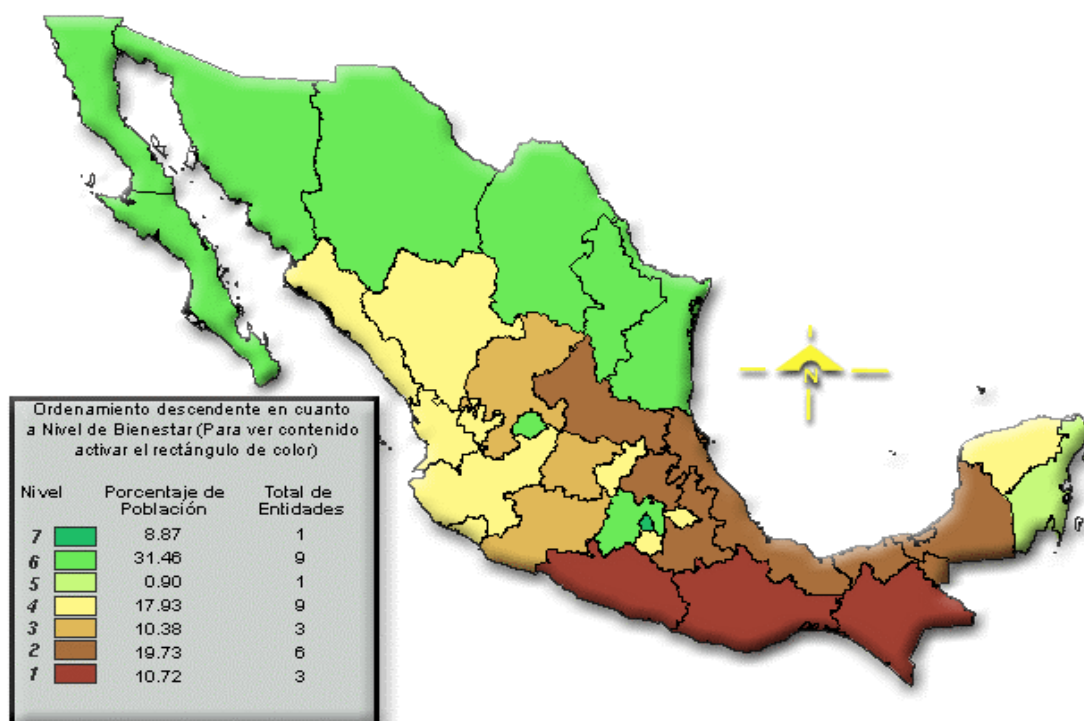 N
Ordenamiento descendente en cuanto
a Nivel de Bienestar (Para ver contenido
activar el rectángulo de color)
Nivel Porcentaje de Total de
Población Entidades
7 8.87 1
6 31.46 9
5 0.90 1
4 17.93 9
3 10.38 3
2 19.73 6
1 10.72 3